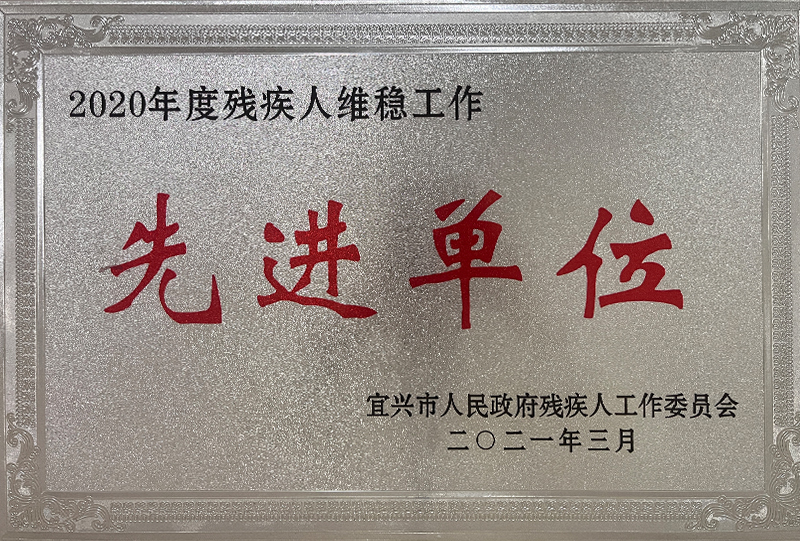 2020年度残疾人维稳工作
先进单位
宜兴市人民政府残疾人工作委员会
二〇二一年三月